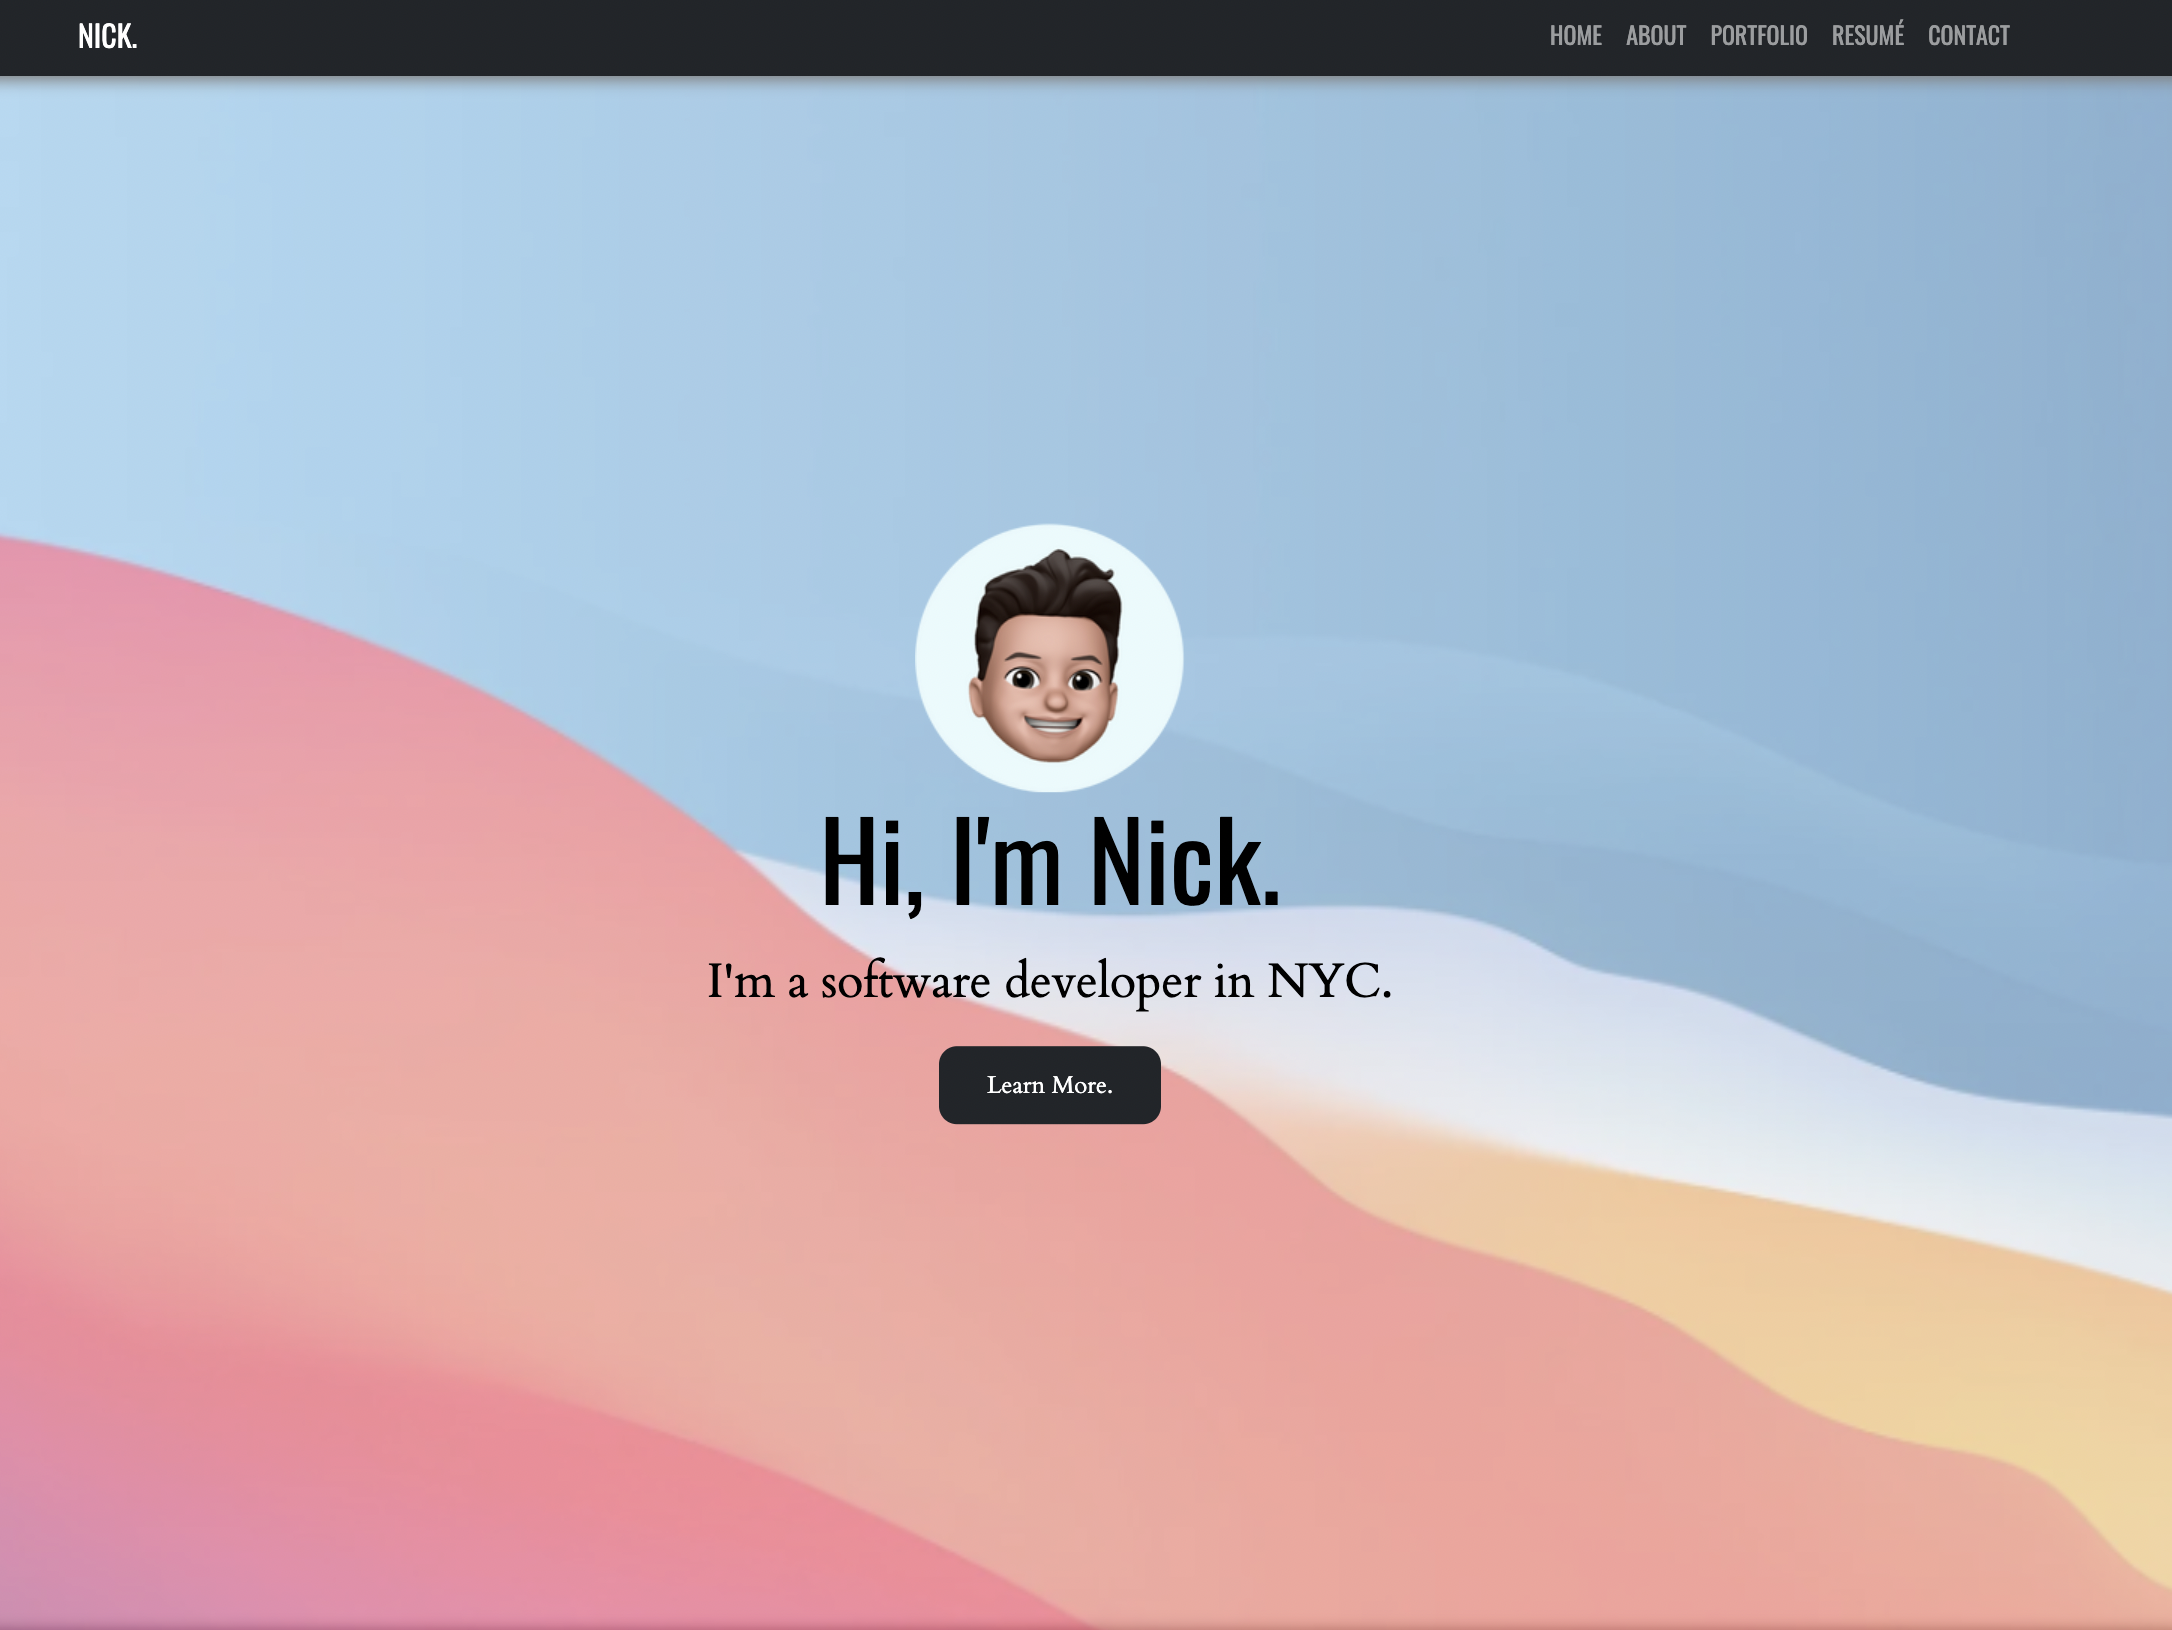 NICK.
HOME ABOUT PORTFOLIO RESUMÉ CONTACT
Hi, I'm Nick.
I'm a software developer in NYC.
Learn More.